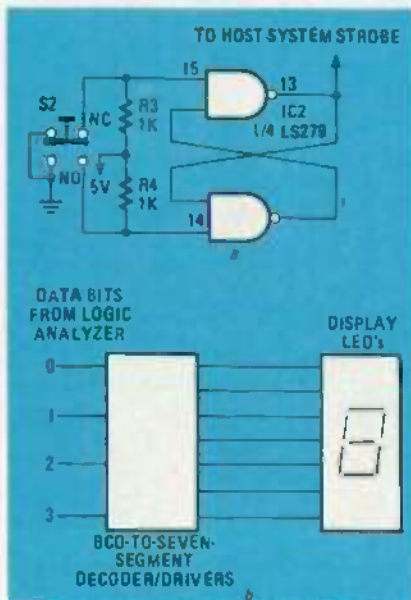 TO HOST SYSTEM STROBE
15
13
S2
NC
R3
1K
IC2
1/4 LS279
NO
5V
R4
1K
14
a
DATA BITS
FROM LOGIC
ANALYZER
DISPLAY
LED's
0
1
2
3
BCD-TO-SEVEN-
SEGMENT
DECODER/DRIVERS
b